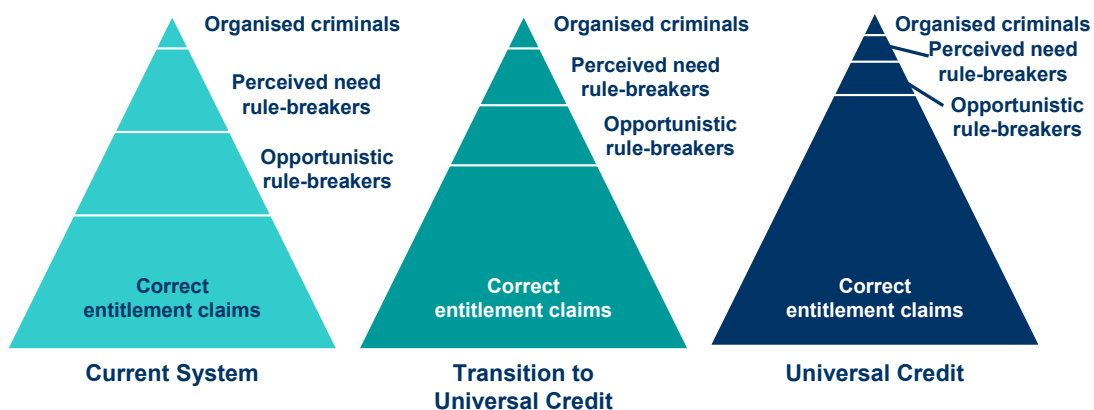 Organised criminals
Perceived need
rule-breakers
Opportunistic
rule-breakers
Correct
entitlement claims
Current System
Organised criminals
Perceived need
rule-breakers
Opportunistic
rule-breakers
Correct
entitlement claims
Transition to
Universal Credit
Organised criminals
Perceived need
rule-breakers
Opportunistic
rule-breakers
Correct
entitlement claims
Universal Credit